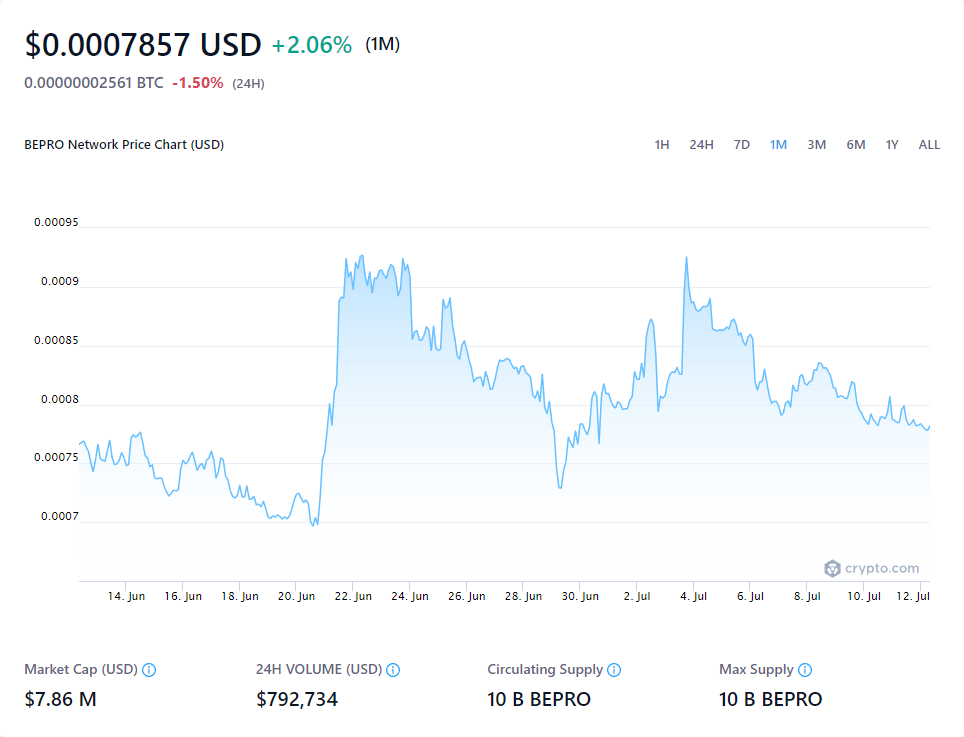 $0.0007857 USD +2.06% (1M)
0.00000002561 BTC -1.50% (24H)
BEPRO Network Price Chart (USD) 1H 24H 7D 1M 3M 6M 1Y ALL
0.00095
0.0009
0.00085
0.0008
0.00075
0.0007
crypto.com
14. Jun 16. Jun 18. Jun 20. Jun 22. Jun 24. Jun 26. Jun 28. Jun 30. Jun 2. Jul 4. Jul 6. Jul 8. Jul 10. Jul 12. Jul
Market Cap (USD) 24H VOLUME (USD) Circulating Supply Max Supply
$7.86 M $792,734 10 B BEPRO 10 B BEPRO